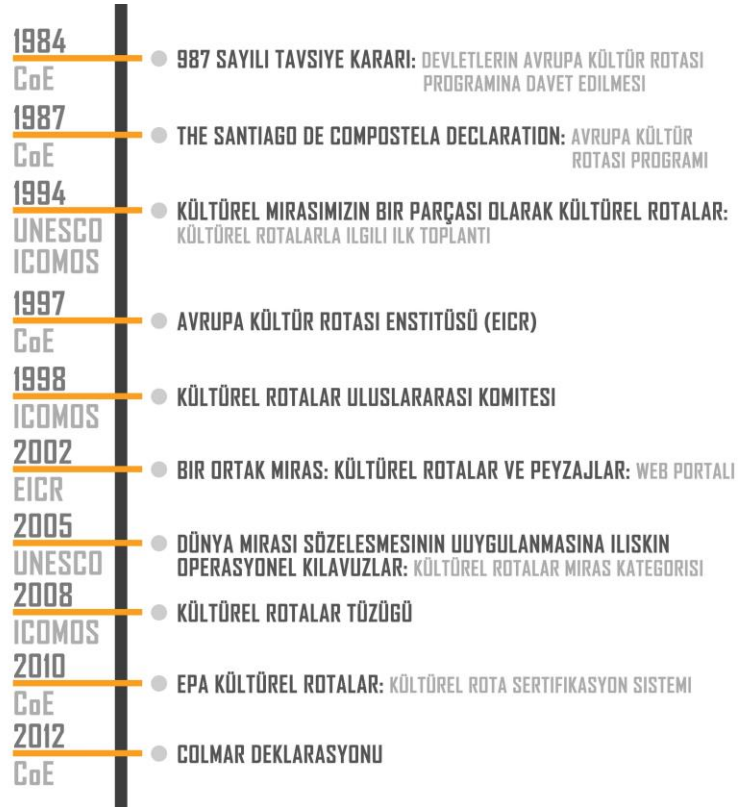 1984
CoE
987 SAYILI TAVSIYE KARARI: DEVLETLERIN AVRUPA KÜLTÜR ROTASI
PROGRAMINA DAVET EDILMESI
1987
CoE
THE SANTIAGO DE COMPOSTELA DECLARATION: AVRUPA KÜLTÜR
ROTASI PROGRAMI
1994
UNESCO
ICOMOS
KÜLTÜREL MIRASIMIZIN BIR PARÇASI OLARAK KÜLTÜREL ROTALAR:
KÜLTÜREL ROTALARLA ILGILI ILK TOPLANTI
1997
CoE
AVRUPA KÜLTÜR ROTASI ENSTITÜSÜ (EICR)
1998
ICOMOS
KÜLTÜREL ROTALAR ULUSLARARASI KOMITESI
2002
EICR
BIR ORTAK MIRAS: KÜLTÜREL ROTALAR VE PEYZAJLAR: WEB PORTALI
2005
UNESCO
DÜNYA MIRASI SÖZELESMESININ UUYGULANMASINA ILISKIN
OPERASYONEL KILAVUZLAR: KÜLTÜREL ROTALAR MIRAS KATEGORISI
2008
ICOMOS
KÜLTÜREL ROTALAR TÜZÜGÜ
2010
CoE
EPA KÜLTÜREL ROTALAR: KÜLTÜREL ROTA SERTIFIKASYON SISTEMI
2012
CoE
COLMAR DEKLARASYONU